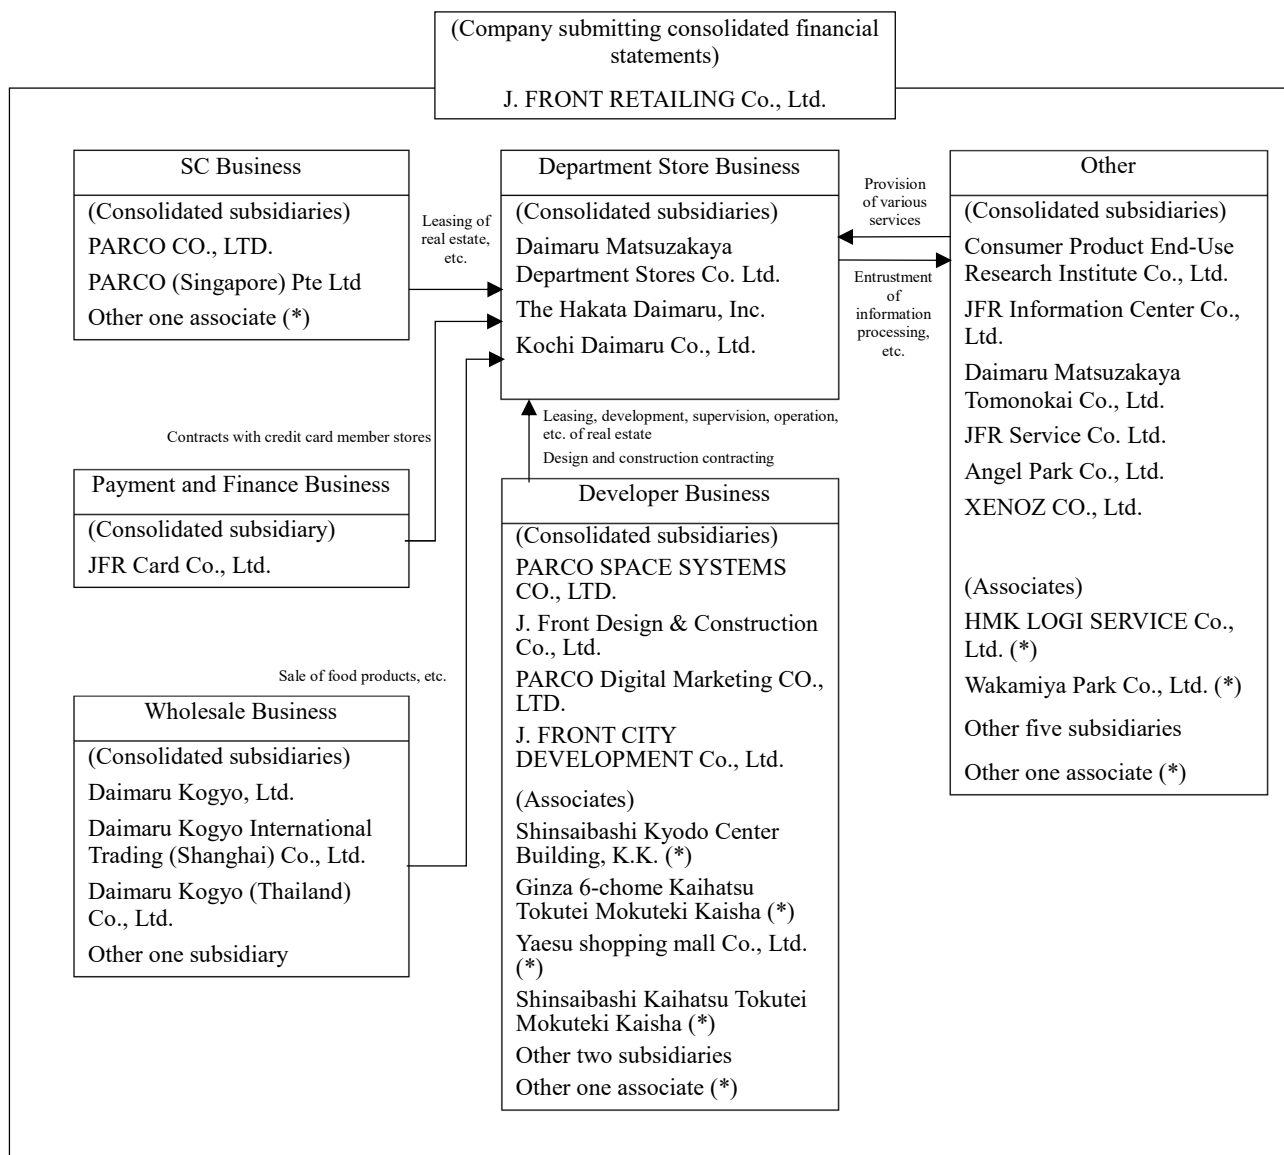 (Company submitting consolidated financial
statements)
J. FRONT RETAILING Co., Ltd.
SC Business
(Consolidated subsidiaries)
PARCO CO., LTD.
PARCO (Singapore) Pte Ltd
Other one associate (*)
Leasing of
real estate,
etc.
Department Store Business
(Consolidated subsidiaries)
Daimaru Matsuzakaya
Department Stores Co. Ltd.
The Hakata Daimaru, Inc.
Kochi Daimaru Co., Ltd.
Provision
of various
services
Entrustment
of
information
processing,
etc.
Other
(Consolidated subsidiaries)
Consumer Product End-Use
Research Institute Co., Ltd.
JFR Information Center Co.,
Ltd.
Daimaru Matsuzakaya
Tomonokai Co., Ltd.
JFR Service Co. Ltd.
Angel Park Co., Ltd.
XENOZ CO., Ltd.
(Associates)
HMK LOGI SERVICE Co.,
Ltd. (*)
Wakamiya Park Co., Ltd. (*)
Other five subsidiaries
Other one associate (*)
Contracts with credit card member stores
Payment and Finance Business
(Consolidated subsidiary)
JFR Card Co., Ltd.
Leasing, development, supervision, operation,
etc. of real estate
Design and construction contracting
Developer Business
(Consolidated subsidiaries)
PARCO SPACE SYSTEMS
CO., LTD.
J. Front Design & Construction
Co., Ltd.
PARCO Digital Marketing CO.,
LTD.
J. FRONT CITY
DEVELOPMENT Co., Ltd.
(Associates)
Shinsaibashi Kyodo Center
Building, K.K. (*)
Ginza 6-chome Kaihatsu
Tokutei Mokuteki Kaisha (*)
Yaesu shopping mall Co., Ltd.
(*)
Shinsaibashi Kaihatsu Tokutei
Mokuteki Kaisha (*)
Other two subsidiaries
Other one associate (*)
Sale of food products, etc.
Wholesale Business
(Consolidated subsidiaries)
Daimaru Kogyo, Ltd.
Daimaru Kogyo International
Trading (Shanghai) Co., Ltd.
Daimaru Kogyo (Thailand)
Co., Ltd.
Other one subsidiary